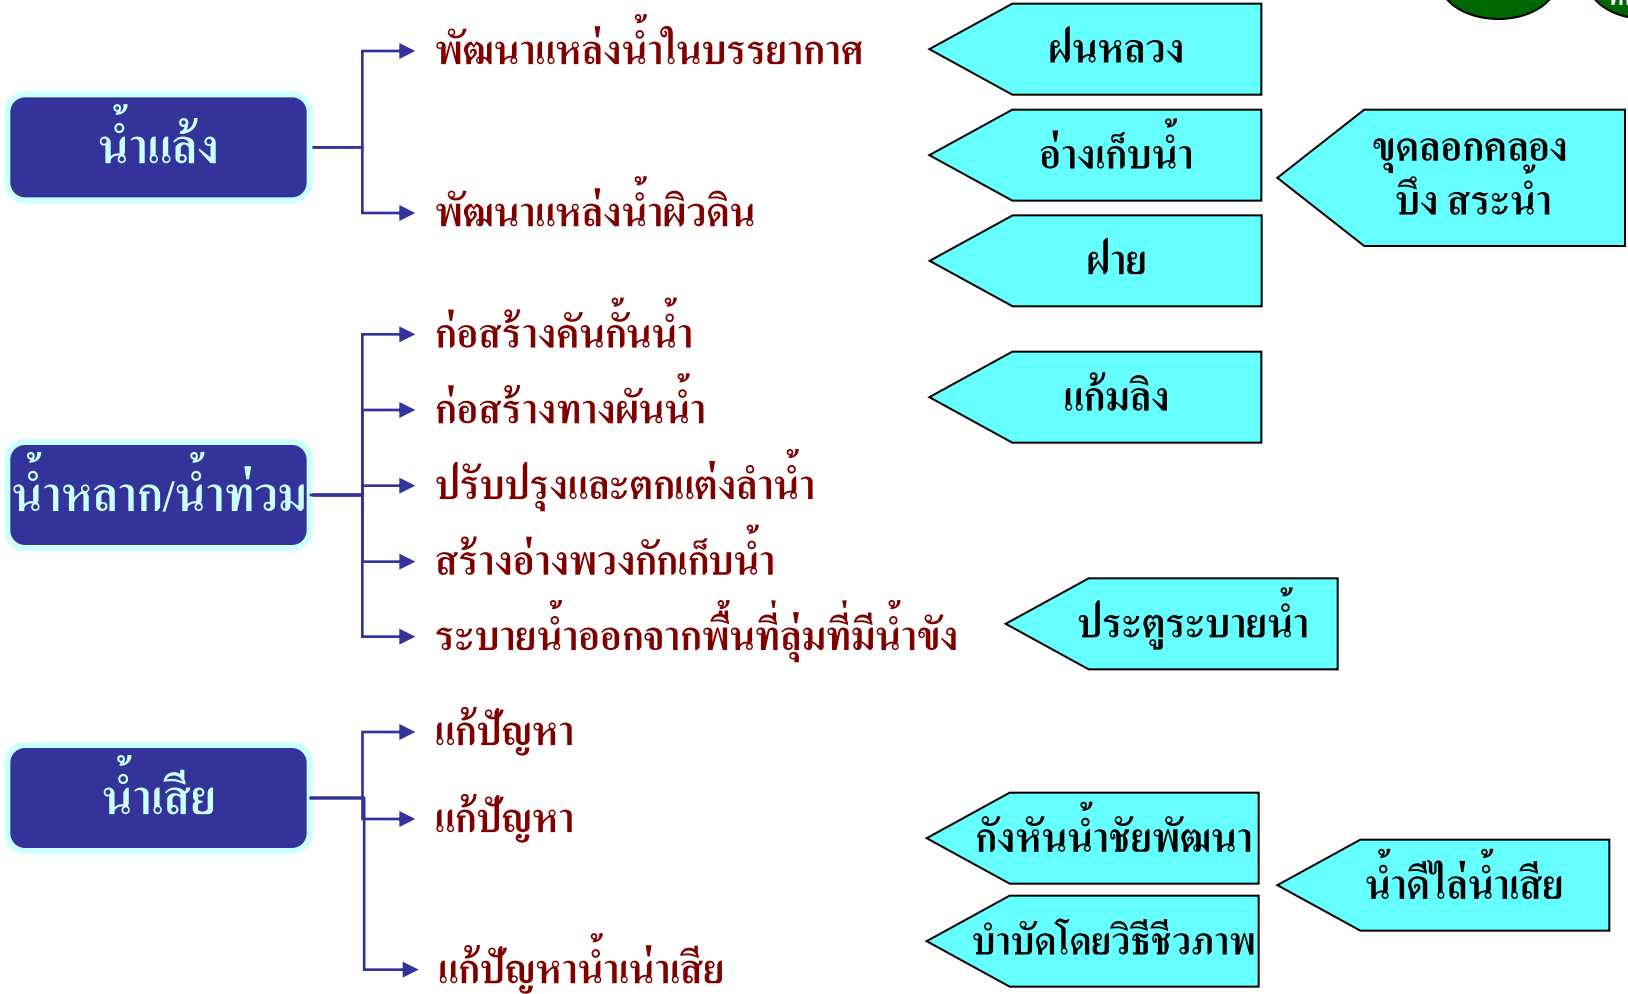 พัฒนาแหล่งน้ำในบรรยากาศ
ฝนหลวง
น้ำแล้ง
อ่างเก็บน้ำ
ขุดลอกคลอง
บึง สระน้ำ
พัฒนาแหล่งน้ำผิวดิน
ฝาย
ก่อสร้างคันกั้นน้ำ
แก้มลิง
ก่อสร้างทางผันน้ำ
น้ำหลาก/น้ำท่วม
ปรับปรุงและตกแต่งลำน้ำ
สร้างอ่างพวงกักเก็บน้ำ
ระบายน้ำออกจากพื้นที่ลุ่มที่มีน้ำขัง
ประตูระบายน้ำ
แก้ปัญหา
น้ำเสีย
แก้ปัญหา
กังหันน้ำชัยพัฒนา
น้ำดีไล่น้ำเสีย
บำบัดโดยวิธีชีวภาพ
แก้ปัญหาน้ำเน่าเสีย